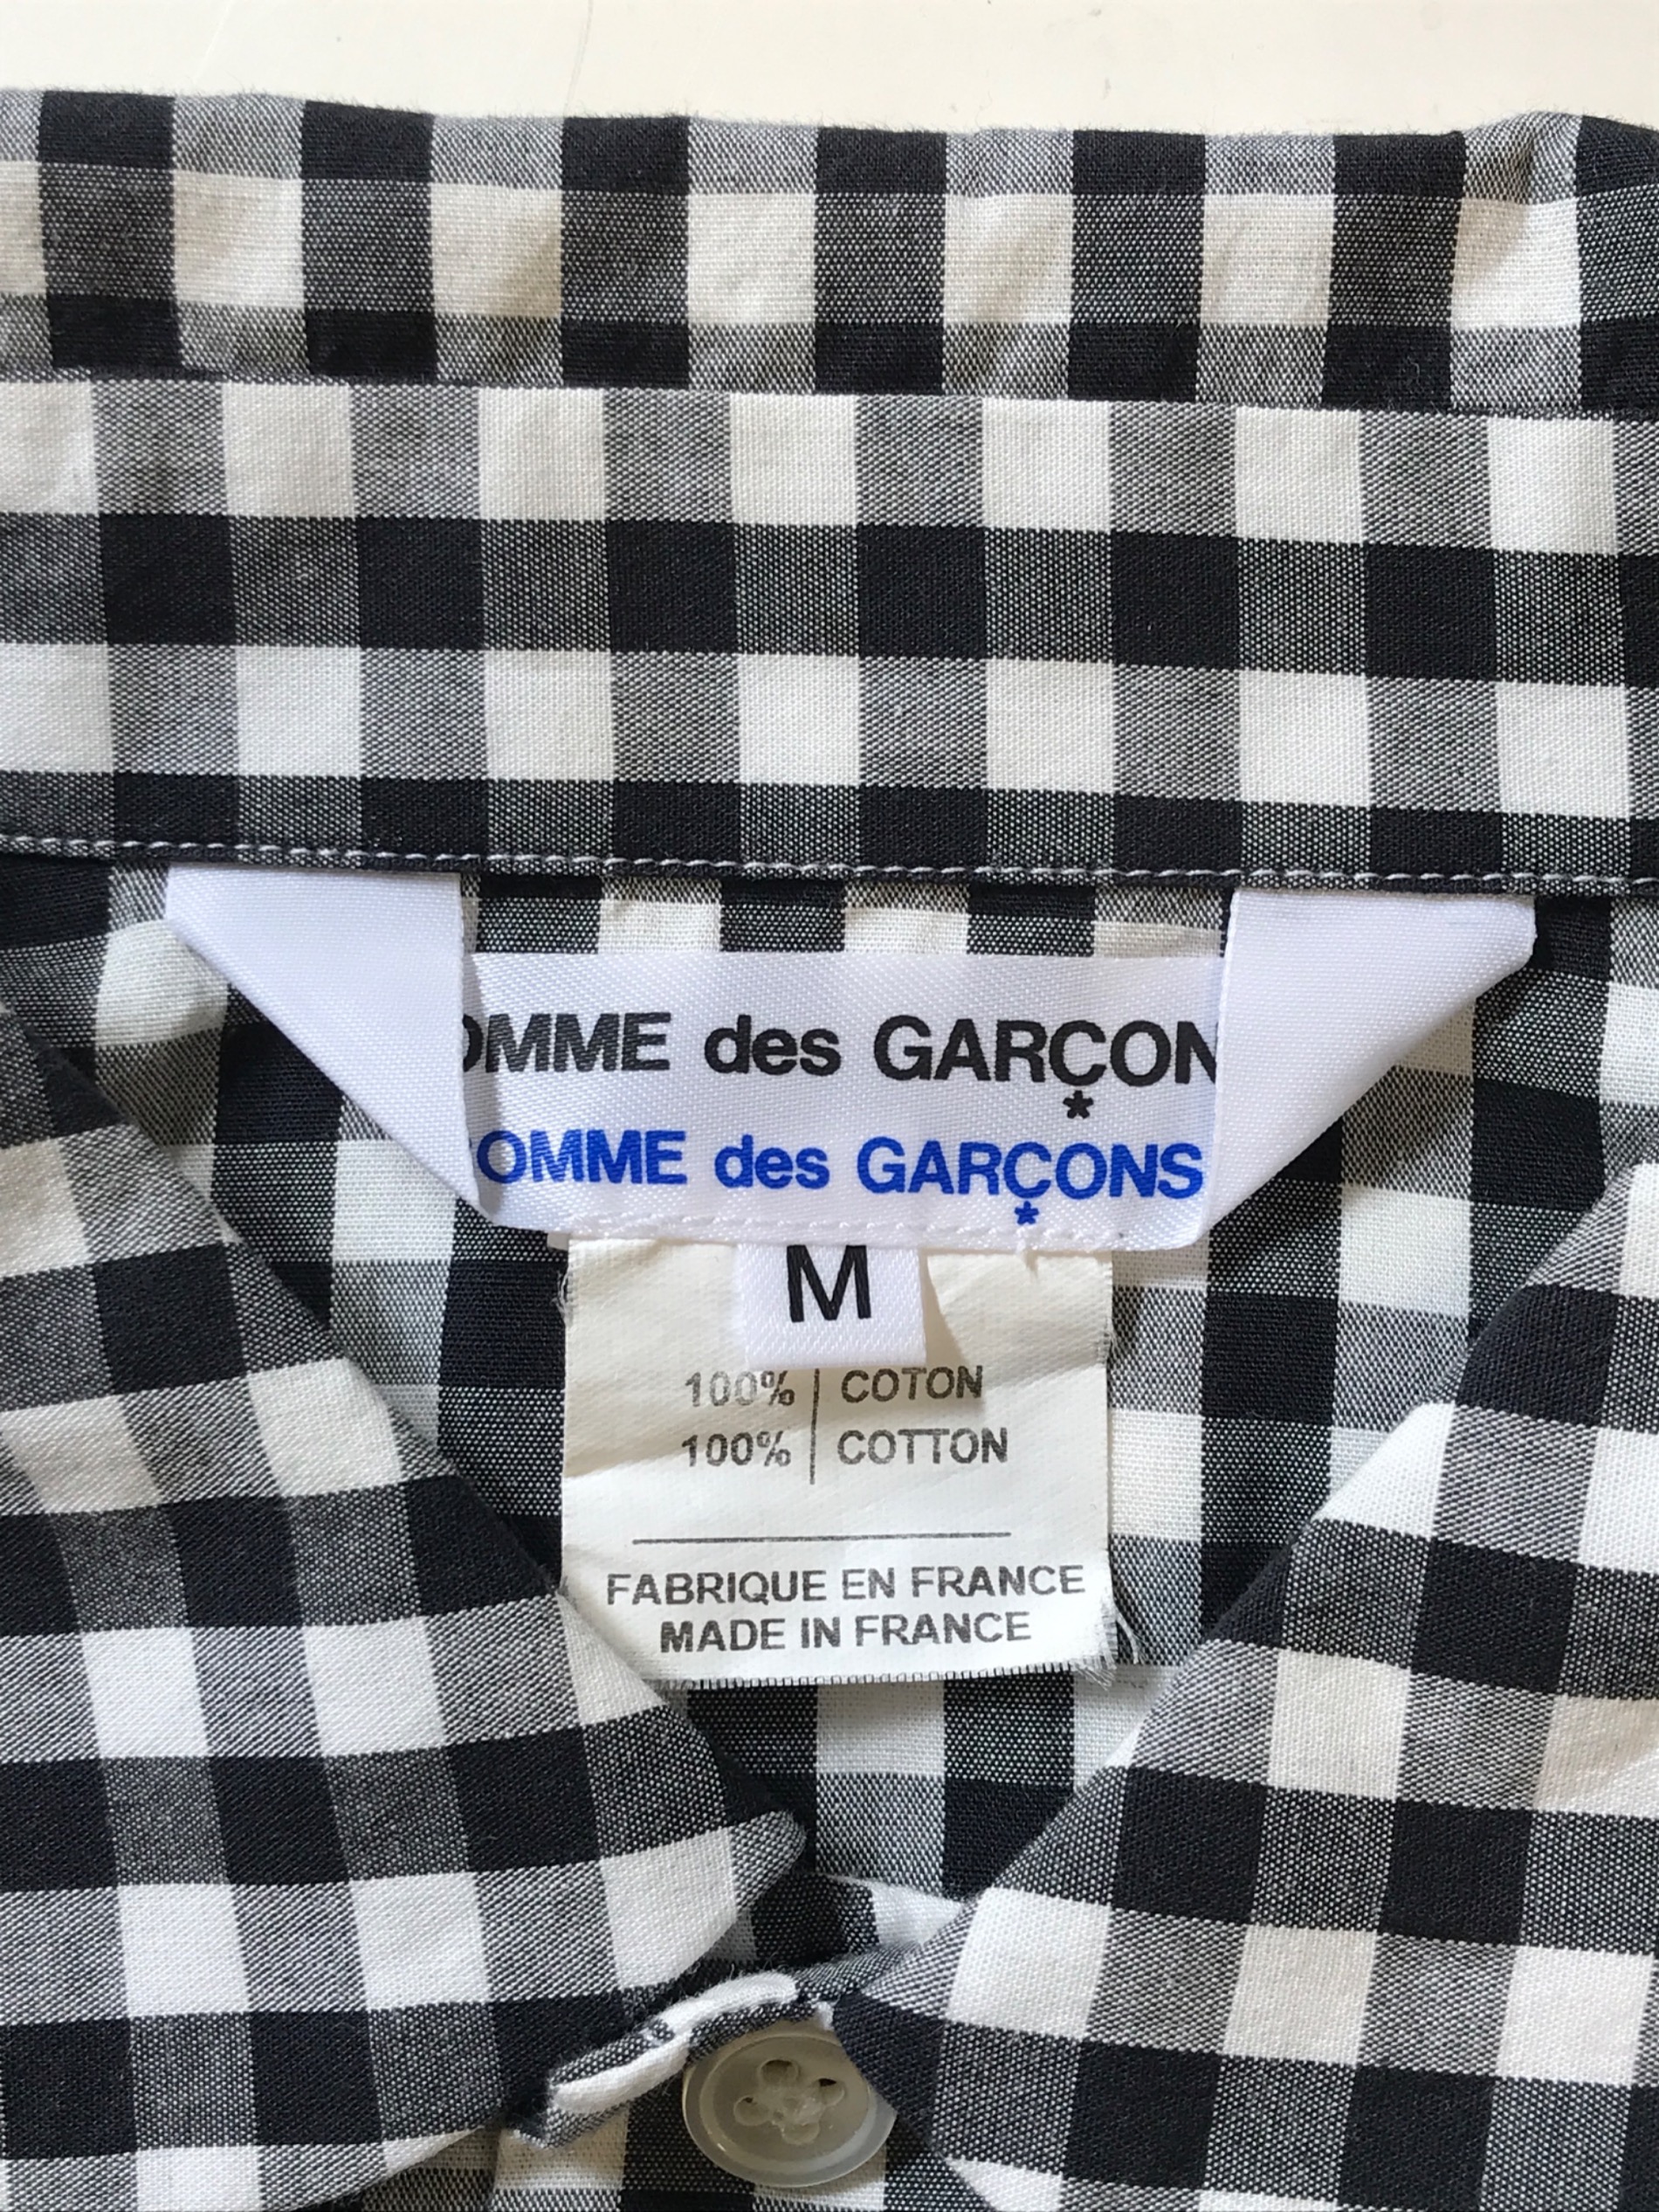 OMME des GARÇON
OMME des GARÇONS
M
100% | COTON
100% | COTTON
FABRIQUE EN FRANCE
MADE IN FRANCE